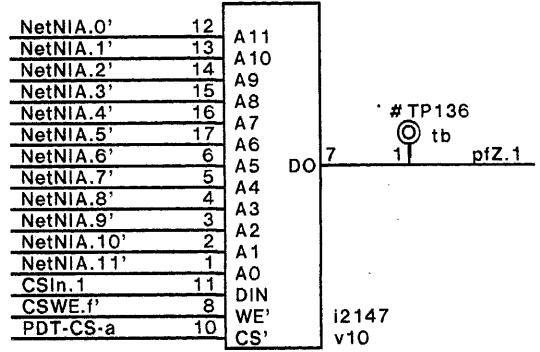 NetNIA.0' 12 A11
NetNIA.1' 13 A10
NetNIA.2' 14 A9
NetNIA.3' 15 A8
NetNIA.4' 16 A7
NetNIA.5' 17 A6
NetNIA.6' 6 A5 DO 7 1 pfZ.1
NetNIA.7' 5 A4
NetNIA.8' 4 A3
NetNIA.9' 3 A2
NetNIA.10' 2 A1
NetNIA.11' 1 A0
CSIn.1 11 DIN
CSWE.f' 8 WE' i2147
PDT-CS-a 10 CS' v10
#TP136
tb